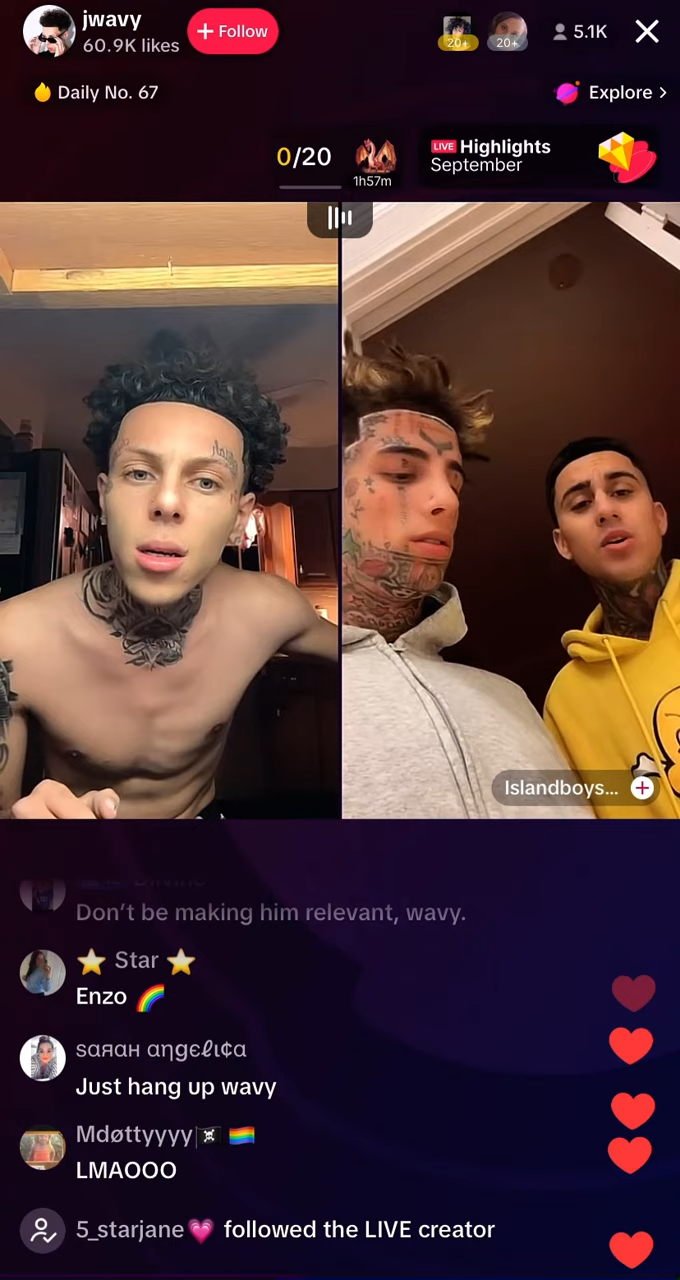 jwavy
60.9K likes
+ Follow
20+
20+
5.1K
Daily No. 67
Explore >
0/20
1h57m
LIVE Highlights
September
Islandboys...
Don't be making him relevant, wavy.
⭐ Star ⭐
Enzo 🌈
ѕαяαн αηgєℓι¢α
Just hang up wavy
Mdøttyyyy🏴‍☠️ 🏳️‍🌈
LMAOOO
5_starjane💗 followed the LIVE creator